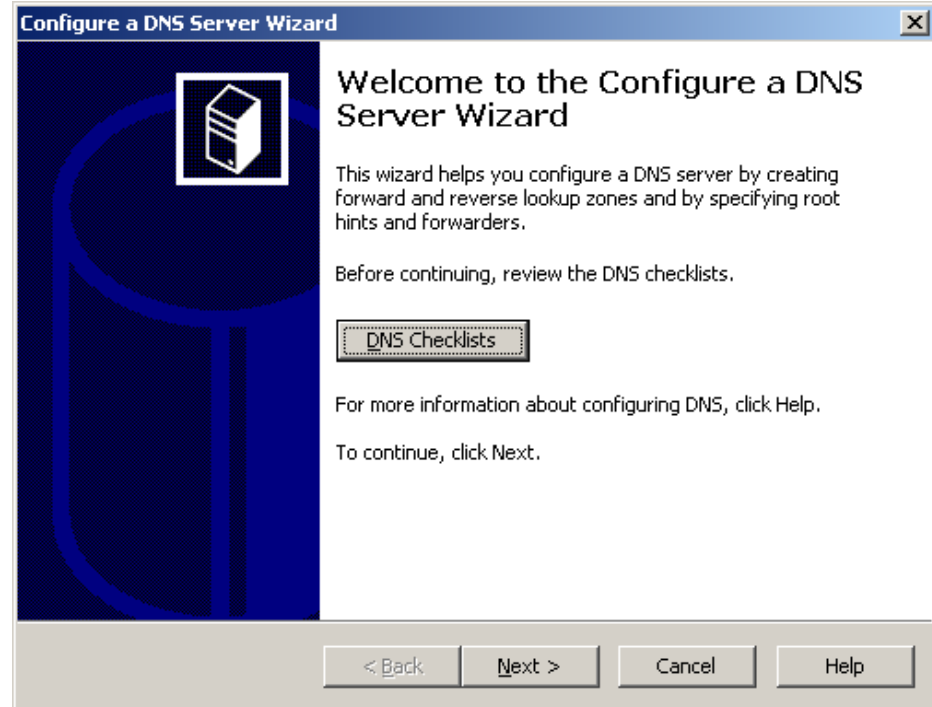 Configure a DNS Server Wizard
Welcome to the Configure a DNS
Server Wizard
This wizard helps you configure a DNS server by creating
forward and reverse lookup zones and by specifying root
hints and forwarders.
Before continuing, review the DNS checklists.
DNS Checklists
For more information about configuring DNS, click Help.
To continue, click Next.
< Back
Next >
Cancel
Help